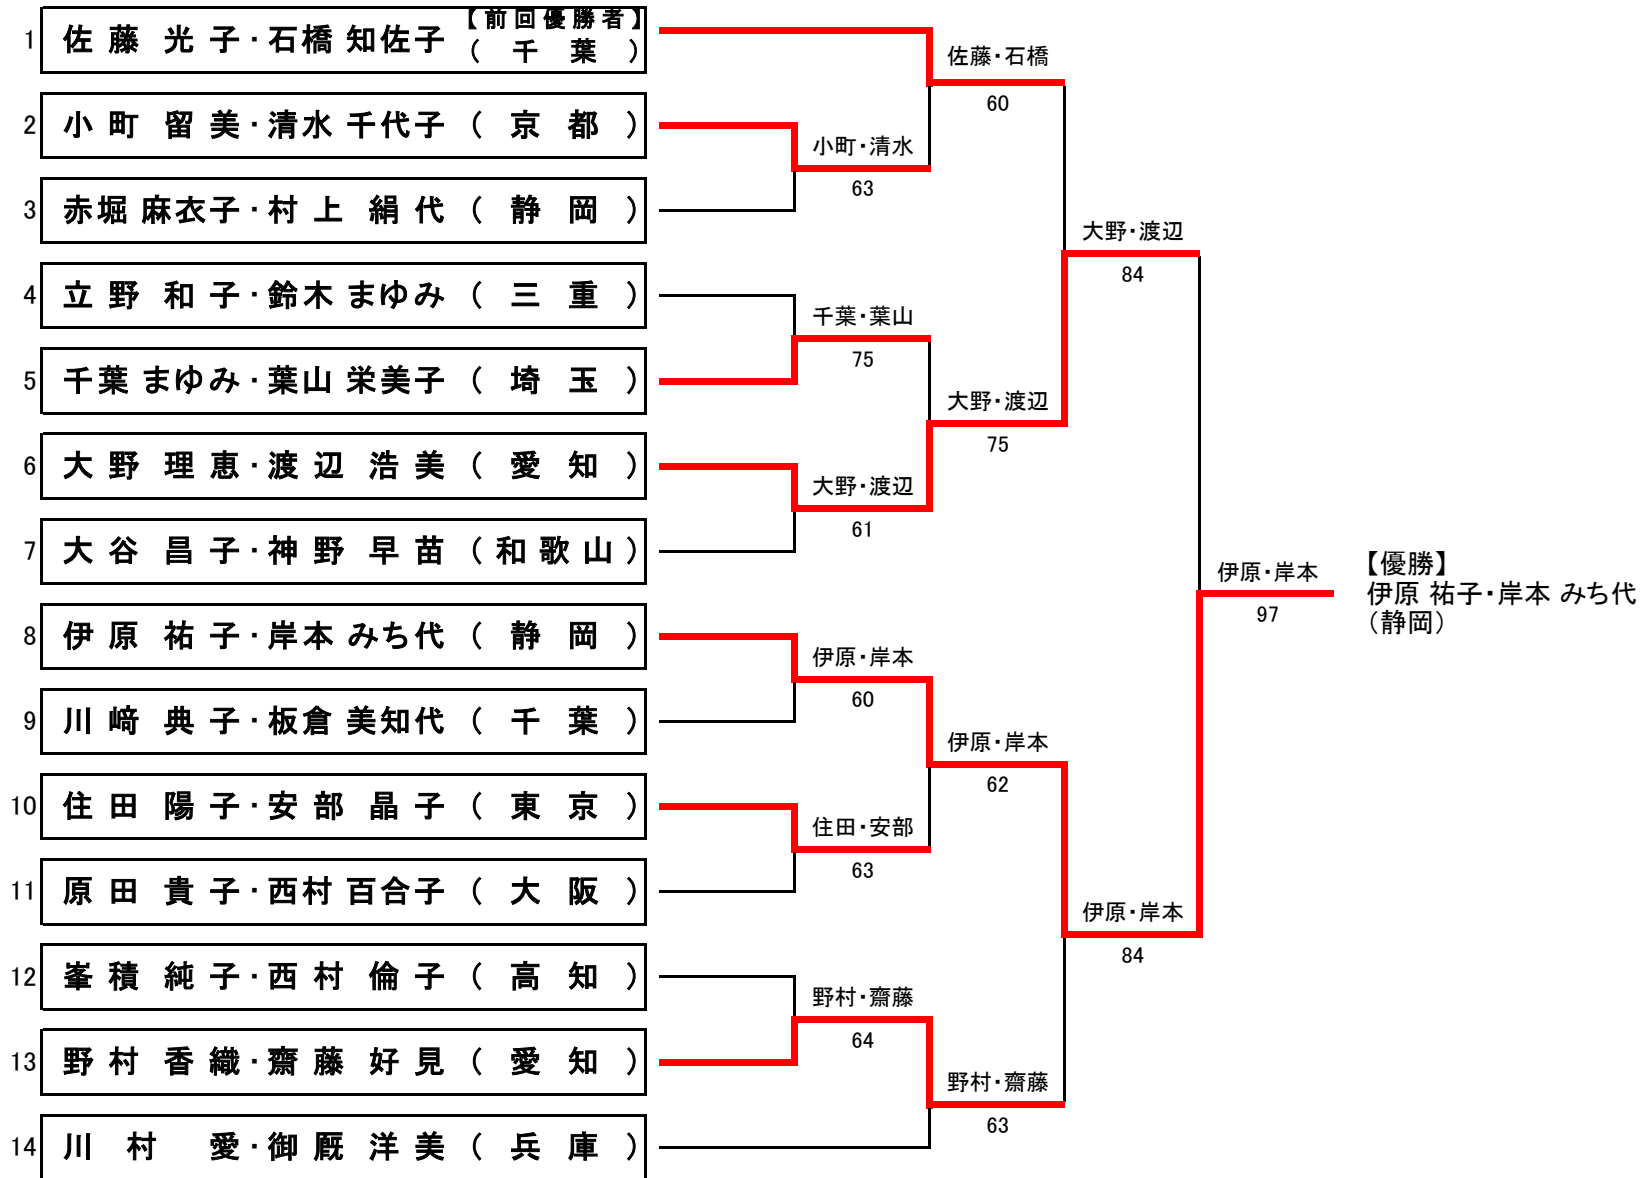 1 佐藤 光子・石橋 知佐子 【前回優勝者】
(千葉)
2 小町 留美・清水 千代子 (京都)
3 赤堀 麻衣子・村上 絹代 (静岡)
4 立野 和子・鈴木 まゆみ (三重)
5 千葉 まゆみ・葉山 栄美子 (埼玉)
6 大野 理恵・渡辺 浩美 (愛知)
7 大谷 昌子・神野 早苗 (和歌山)
8 伊原 祐子・岸本 みち代 (静岡)
9 川﨑 典子・板倉 美知代 (千葉)
10 住田 陽子・安部 晶子 (東京)
11 原田 貴子・西村 百合子 (大阪)
12 峯積 純子・西村 倫子 (高知)
13 野村 香織・齋藤 好見 (愛知)
14 川村 愛・御厩 洋美 (兵庫)
小町・清水
63
千葉・葉山
75
大野・渡辺
61
伊原・岸本
60
住田・安部
63
野村・齋藤
64
佐藤・石橋
60
大野・渡辺
75
伊原・岸本
62
野村・齋藤
63
大野・渡辺
84
伊原・岸本
84
伊原・岸本
97
【優勝】
伊原 祐子・岸本 みち代
(静岡)